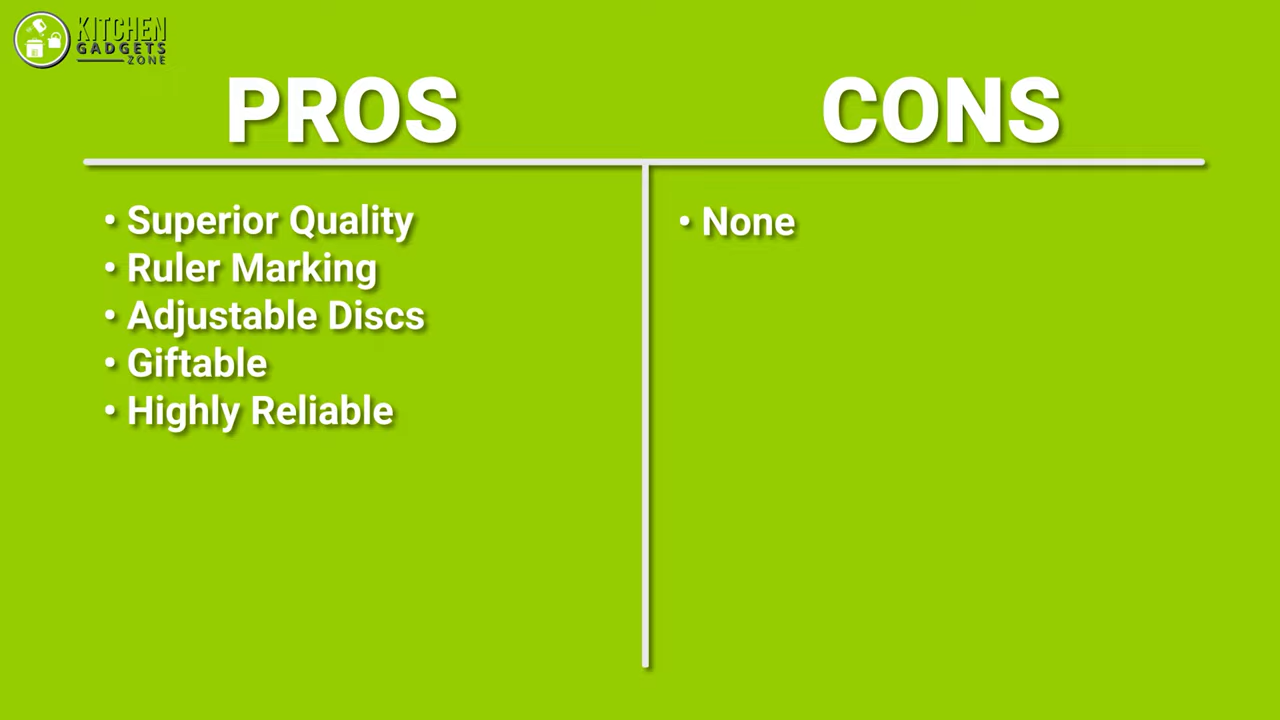 KITCHEN
GADGETS
ZONE
PROS
CONS
• Superior Quality
• Ruler Marking
• Adjustable Discs
• Giftable
• Highly Reliable
• None